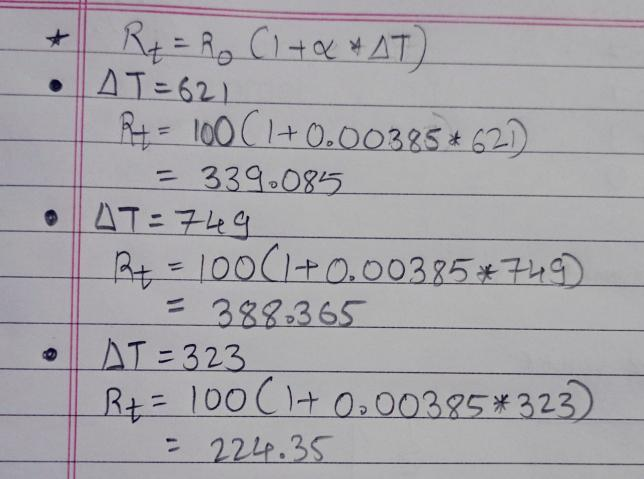 * Rt = Ro (1+α*ΔT)
• ΔT=621
Rt = 100(1+0.00385*621)
= 339.085
• ΔT=749
Rt = 100(1+0.00385*749)
= 388.365
• ΔT=323
Rt = 100(1+0.00385*323)
= 224.35